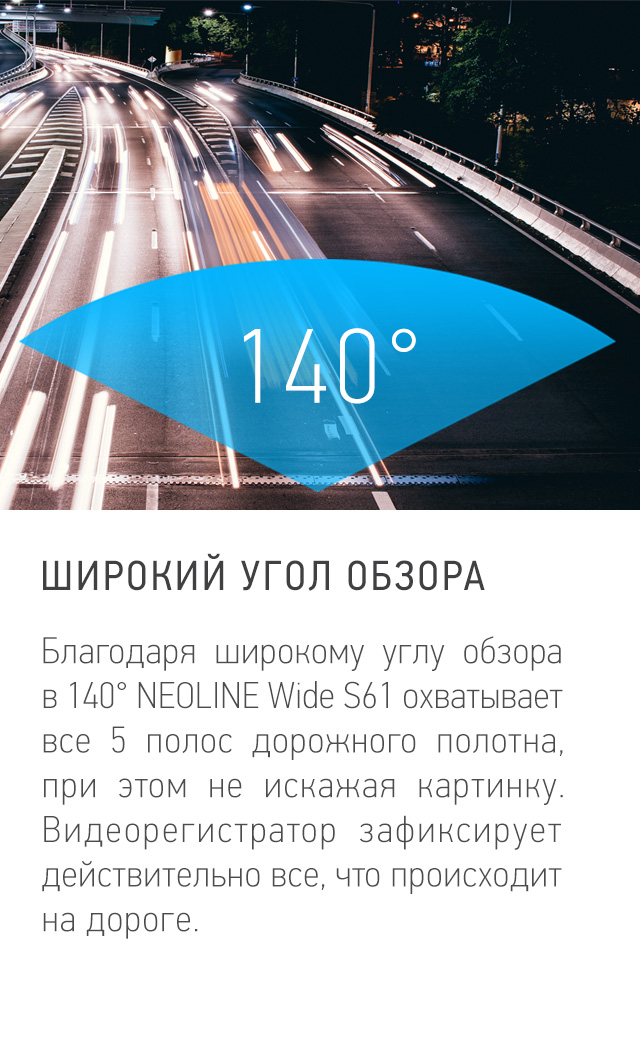 140°
ШИРОКИЙ УГОЛ ОБЗОРА
Благодаря широкому углу обзора
в 140° NEOLINE Wide S61 охватывает
все 5 полос дорожного полотна,
при этом не искажая картинку.
Видеорегистратор зафиксирует
действительно все, что происходит
на дороге.